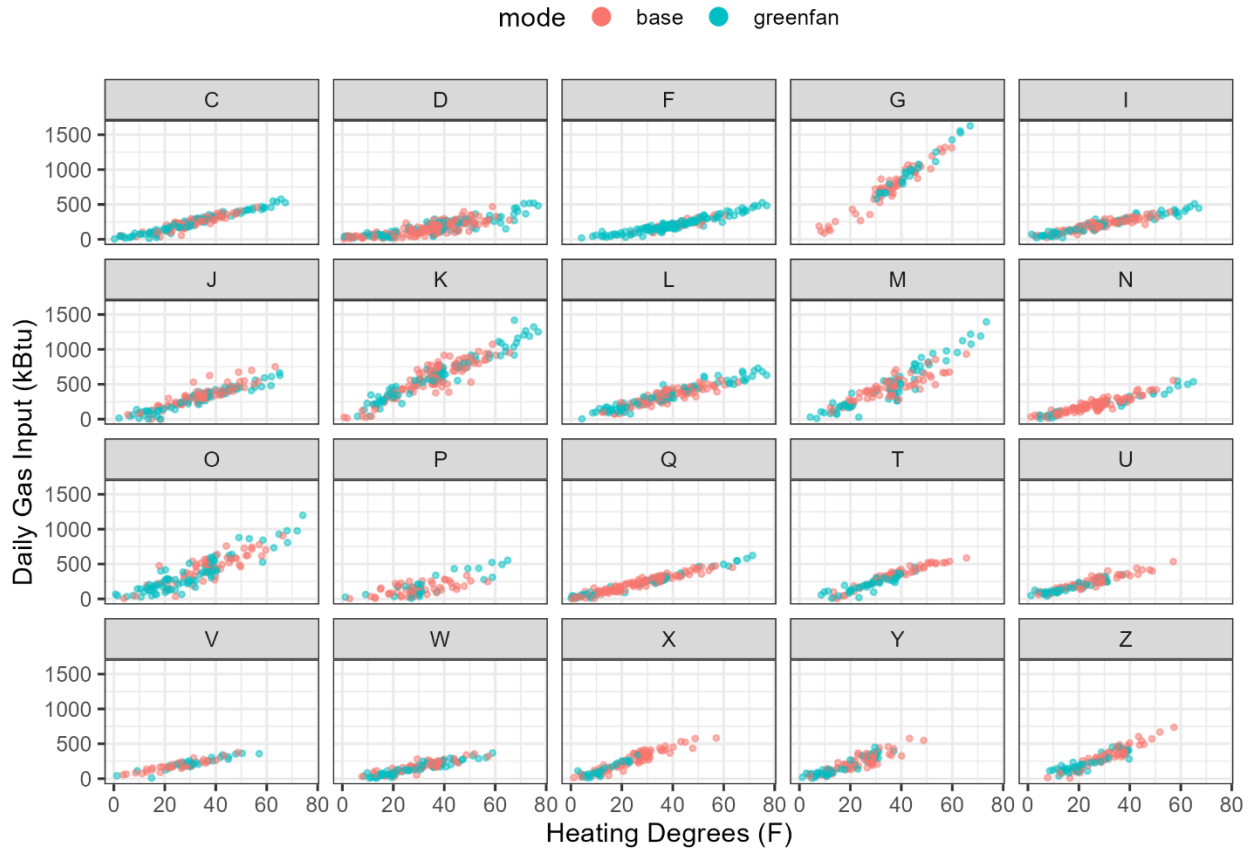 mode base greenfan
C D F G I
1500
1000
500
0
J K L M N
1500
1000
500
0
Daily Gas Input (kBtu)
O P Q T U
1500
1000
500
0
V W X Y Z
1500
1000
500
0
0 20 40 60 80 0 20 40 60 80 0 20 40 60 80 0 20 40 60 80 0 20 40 60 80
Heating Degrees (F)